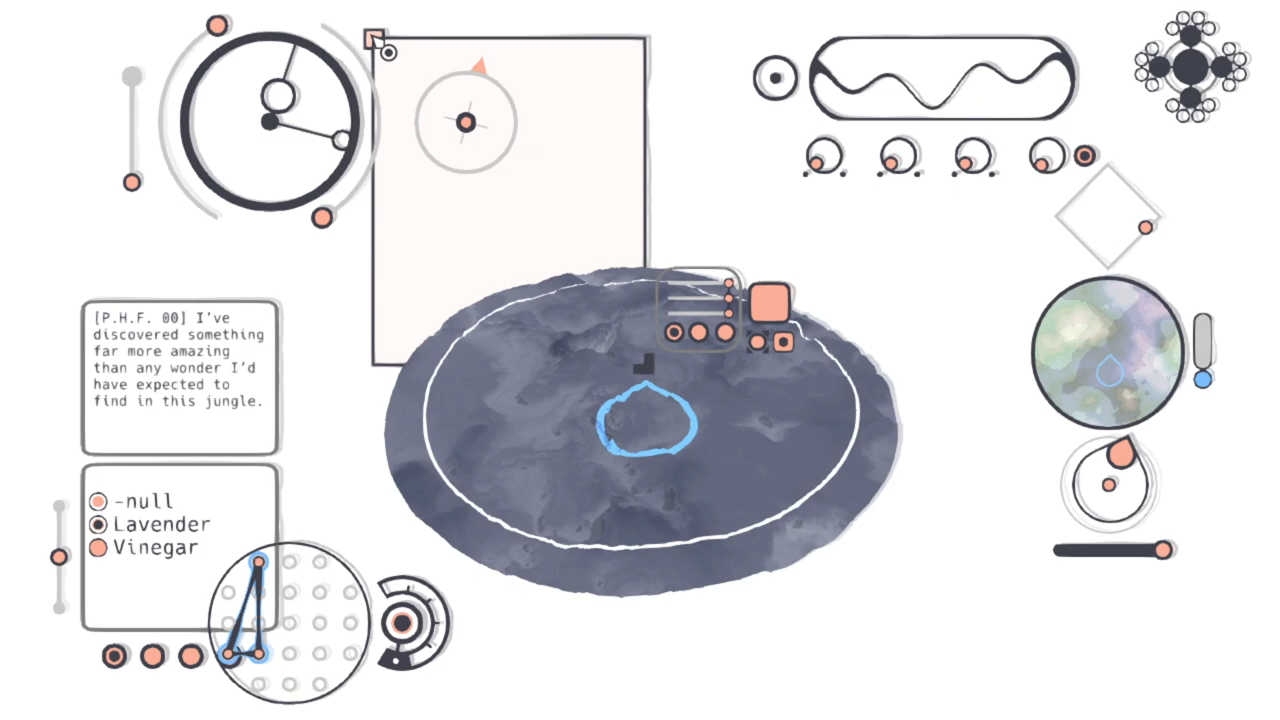 [P.H.F. 00] I've
discovered something
far more amazing
than any wonder I'd
have expected to
find in this jungle.
-null
Lavender
Vinegar